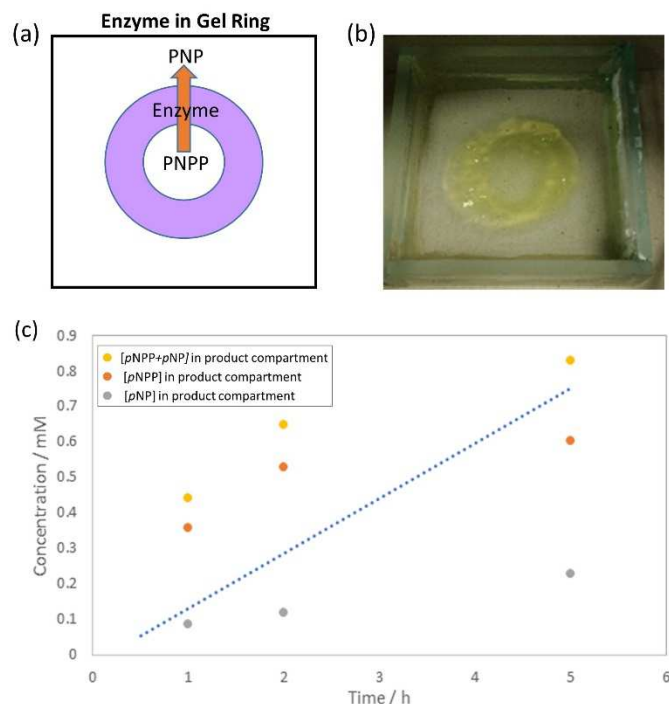 Enzyme in Gel Ring
(a)
PNP
Enzyme
PNPP
(b)
(c)
0.9
0.8
0.7
0.6
0.5
0.4
0.3
0.2
0.1
0
Concentration / mM
[pNPP+pNP] in product compartment
[pNPP] in product compartment
[pNP] in product compartment
0 1 2 3 4 5 6
Time / h